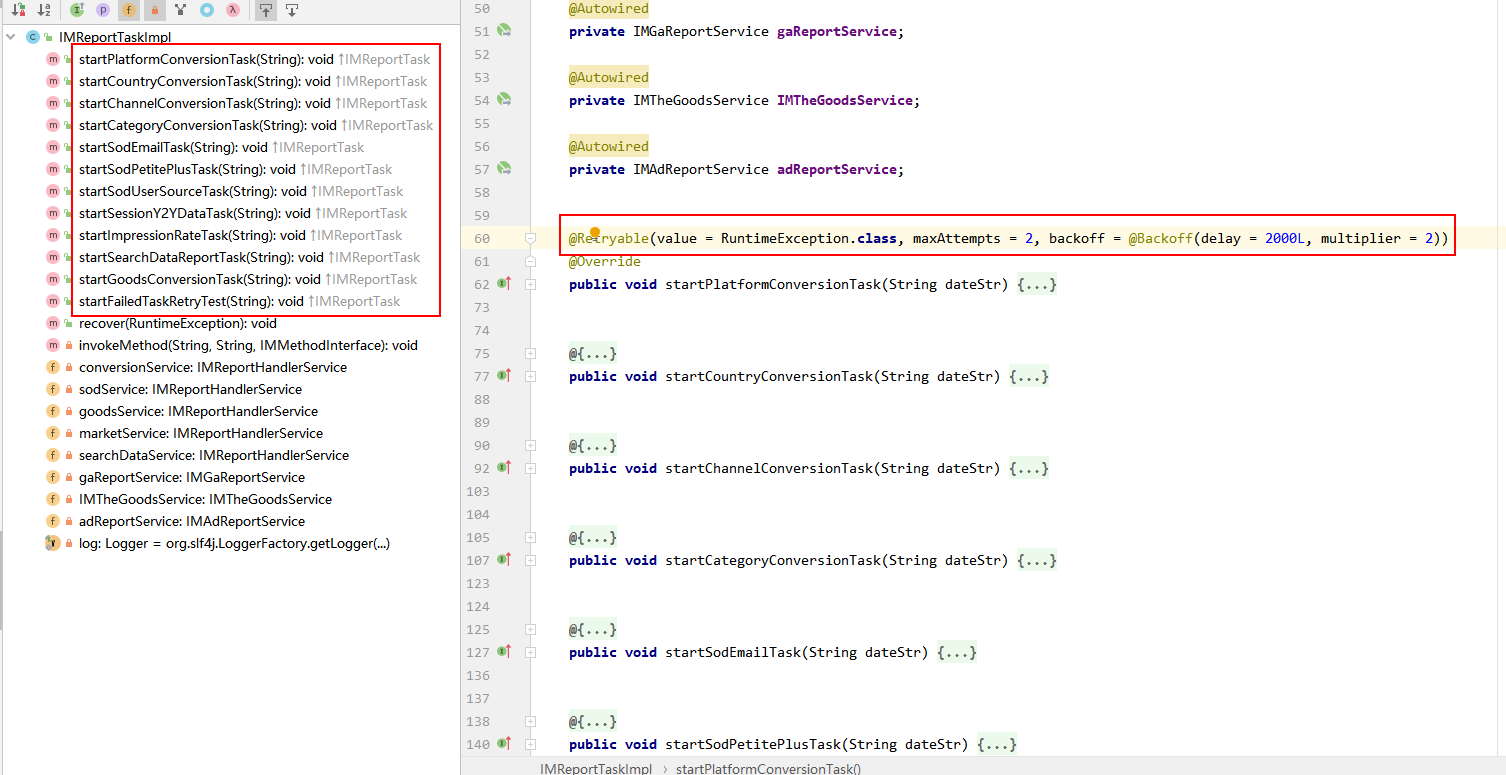 IMReportTaskImpl
startPlatformConversionTask(String): void ↑IMReportTask
startCountryConversionTask(String): void ↑IMReportTask
startChannelConversionTask(String): void ↑IMReportTask
startCategoryConversionTask(String): void ↑IMReportTask
startSodEmailTask(String): void ↑IMReportTask
startSodPetitePlusTask(String): void ↑IMReportTask
startSodUserSourceTask(String): void ↑IMReportTask
startSessionY2YDataTask(String): void ↑IMReportTask
startImpressionRateTask(String): void ↑IMReportTask
startSearchDataReportTask(String): void ↑IMReportTask
startGoodsConversionTask(String): void ↑IMReportTask
startFailedTaskRetryTest(String): void ↑IMReportTask
recover(RuntimeException): void
invokeMethod(String, String, IMMethodInterface): void
conversionService: IMReportHandlerService
sodService: IMReportHandlerService
goodsService: IMReportHandlerService
marketService: IMReportHandlerService
searchDataService: IMReportHandlerService
gaReportService: IMGaReportService
IMTheGoodsService: IMTheGoodsService
adReportService: IMAdReportService
log: Logger = org.slf4j.LoggerFactory.getLogger(...)
50 @Autowired
51 private IMGaReportService gaReportService;
52
53 @Autowired
54 private IMTheGoodsService IMTheGoodsService;
55
56 @Autowired
57 private IMAdReportService adReportService;
58
59
60 @Retryable(value = RuntimeException.class, maxAttempts = 2, backoff = @Backoff(delay = 2000L, multiplier = 2))
61 @Override
62 public void startPlatformConversionTask(String dateStr) {...}
73
74
75 @{...}
77 public void startCountryConversionTask(String dateStr) {...}
88
89
90 @{...}
92 public void startChannelConversionTask(String dateStr) {...}
103
104
105 @{...}
107 public void startCategoryConversionTask(String dateStr) {...}
123
124
125 @{...}
127 public void startSodEmailTask(String dateStr) {...}
136
137
138 @{...}
140 public void startSodPetitePlusTask(String dateStr) {...}
IMReportTaskImpl › startPlatformConversionTask()